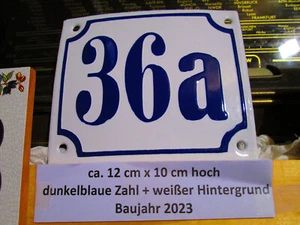 36a
ca. 12 cm x 10 cm hoch
dunkelblaue Zahl + weißer Hintergrund
Baujahr 2023